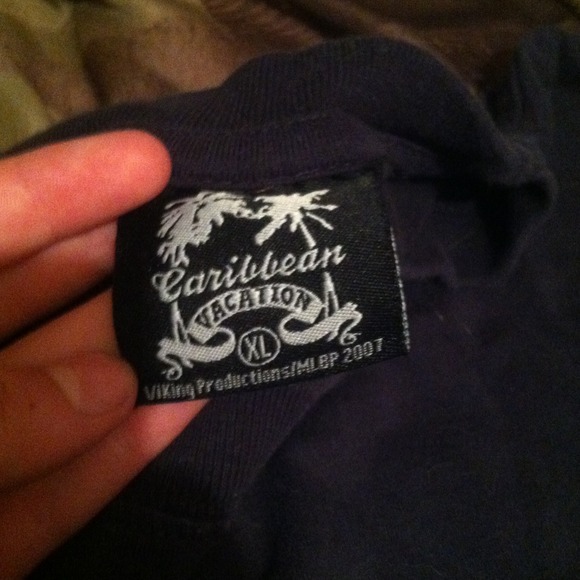 Caribbean
VACATION
XL
ViKing Productions/MLBP 2007